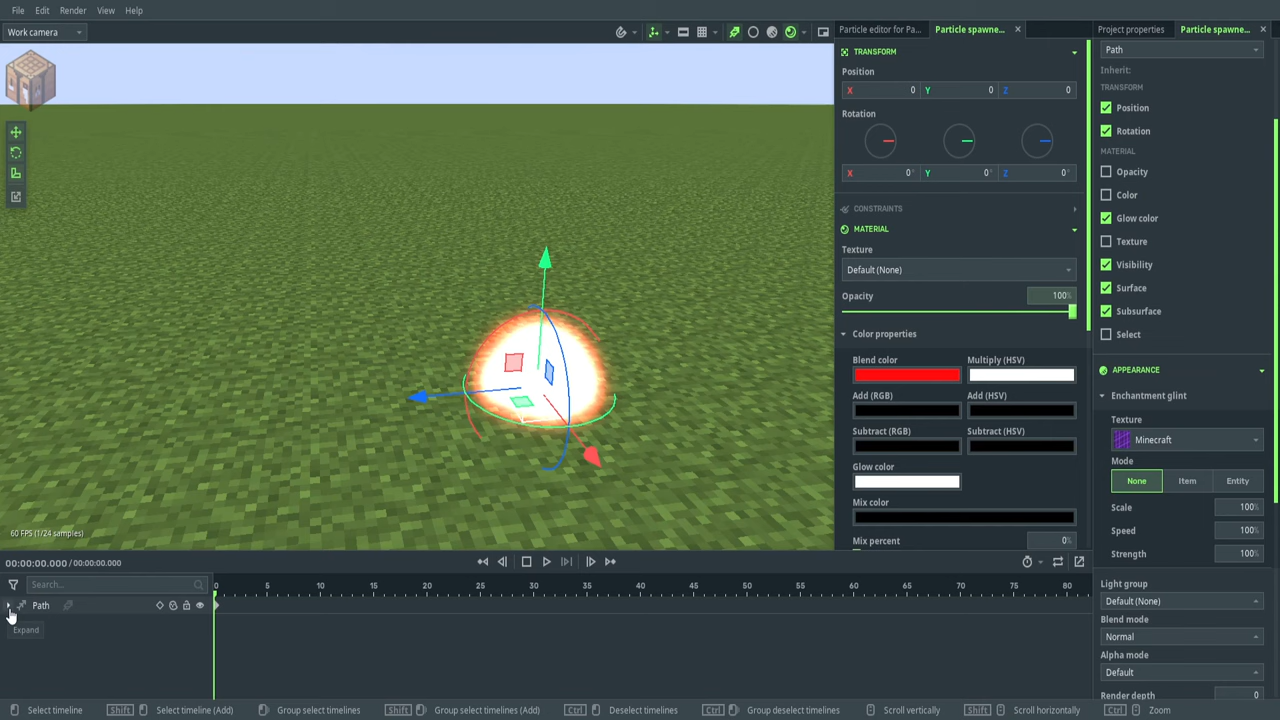 File Edit Render View Help
Work camera
Particle editor for Pa...
Particle spawne...
Project properties
Particle spawne...
TRANSFORM
Position
X 0 Y 0 Z 0
Rotation
X 0° Y 0° Z 0°
CONSTRAINTS
MATERIAL
Texture
Default (None)
Opacity 100%
Color properties
Blend color Multiply (HSV)
Add (RGB) Add (HSV)
Subtract (RGB) Subtract (HSV)
Glow color
Mix color
Mix percent 0%
Path
Inherit:
TRANSFORM
Position
Rotation
MATERIAL
Opacity
Color
Glow color
Texture
Visibility
Surface
Subsurface
Select
APPEARANCE
Enchantment glint
Texture
Minecraft
Mode
None Item Entity
Scale 100%
Speed 100%
Strength 100%
Light group
Default (None)
Blend mode
Normal
Alpha mode
Default
Render depth 0
60 FPS (1/24 samples)
00:00:00.000 / 00:00:00.000
Search...
0 5 10 15 20 25 30 35 40 45 50 55 60 65 70 75 80
Path
Expand
Select timeline Shift Select timeline (Add) Group select timelines Shift Group select timelines (Add) Ctrl Deselect timelines Ctrl Group deselect timelines Scroll vertically Shift Scroll horizontally Ctrl Zoom